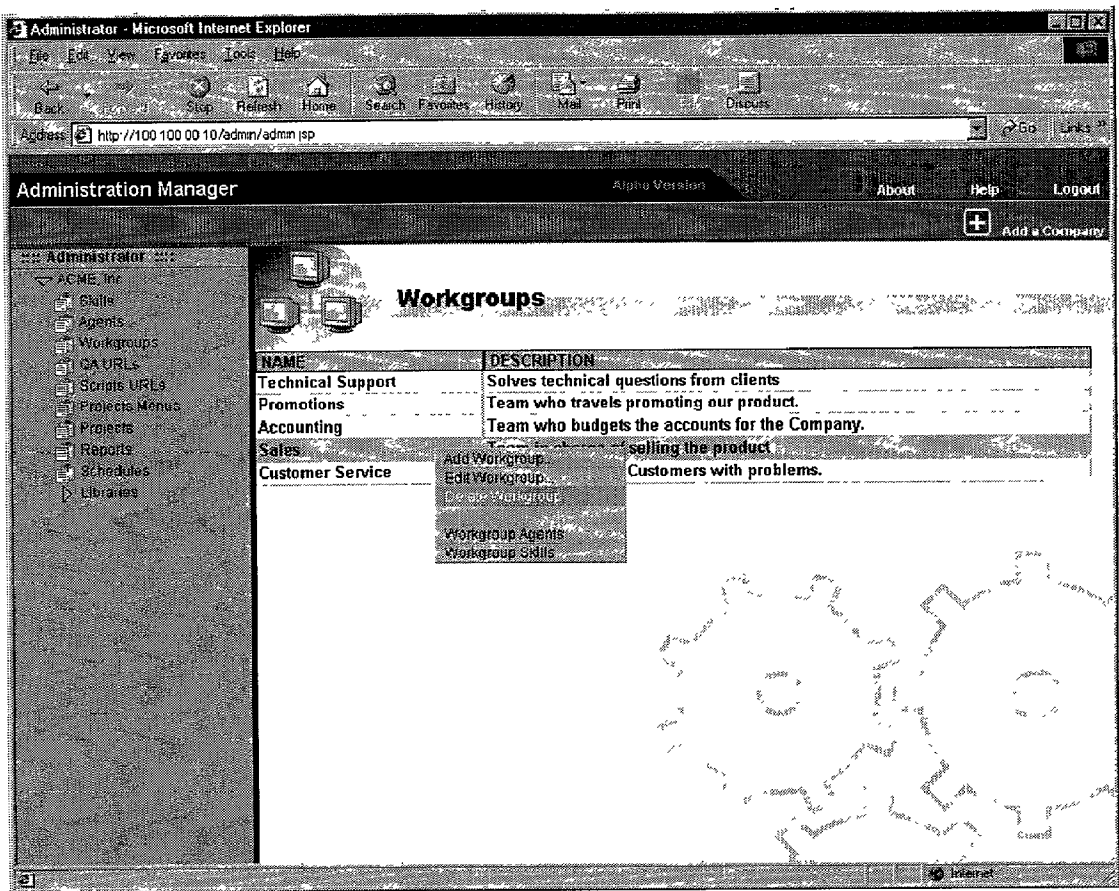 Administrator - Microsoft Internet Explorer
File Edit View Favorites Tools Help
Back Stop Refresh Home Search Favorites History Mail Print Discuss
Address http://100 100 00 10/admin/admin jsp Go Links »
Administration Manager Alpha Version About Help Logout
Add a Company
:::: Administrator ::::
ACME, Inc
Skills
Agents
Workgroups
QA URLs
Scripts URLs
Projects Menus
Projects
Reports
Schedules
Libraries
Workgroups
NAME DESCRIPTION
Technical Support Solves technical questions from clients
Promotions Team who travels promoting our product.
Accounting Team who budgets the accounts for the Company.
Sales Team in charge of selling the product
Customer Service Customers with problems.
Add Workgroup...
Edit Workgroup...
Delete Workgroup
Workgroup Agents
Workgroup Skills
Internet